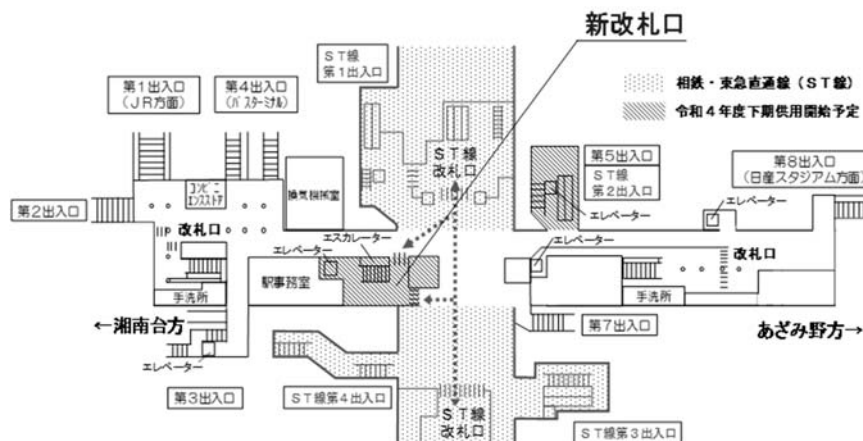 新改札口
ST線
第1出入口
第1出入口
(JR方面)
第4出入口
(バスターミナル)
相鉄・東急直通線(ST線)
令和4年度下期供用開始予定
ST線
改札口
第5出入口
ST線
第2出入口
第8出入口
(日産スタジアム方面)
コンビニ
エンスストア
換気機械室
エレベーター
エレベーター
第2出入口
改札口
エスカレーター
エレベーター
エレベーター
改札口
駅事務室
手洗所
手洗所
←湘南台方
第7出入口
あざみ野方→
エレベーター
第3出入口
ST線第4出入口
ST線
改札口
ST線第3出入口